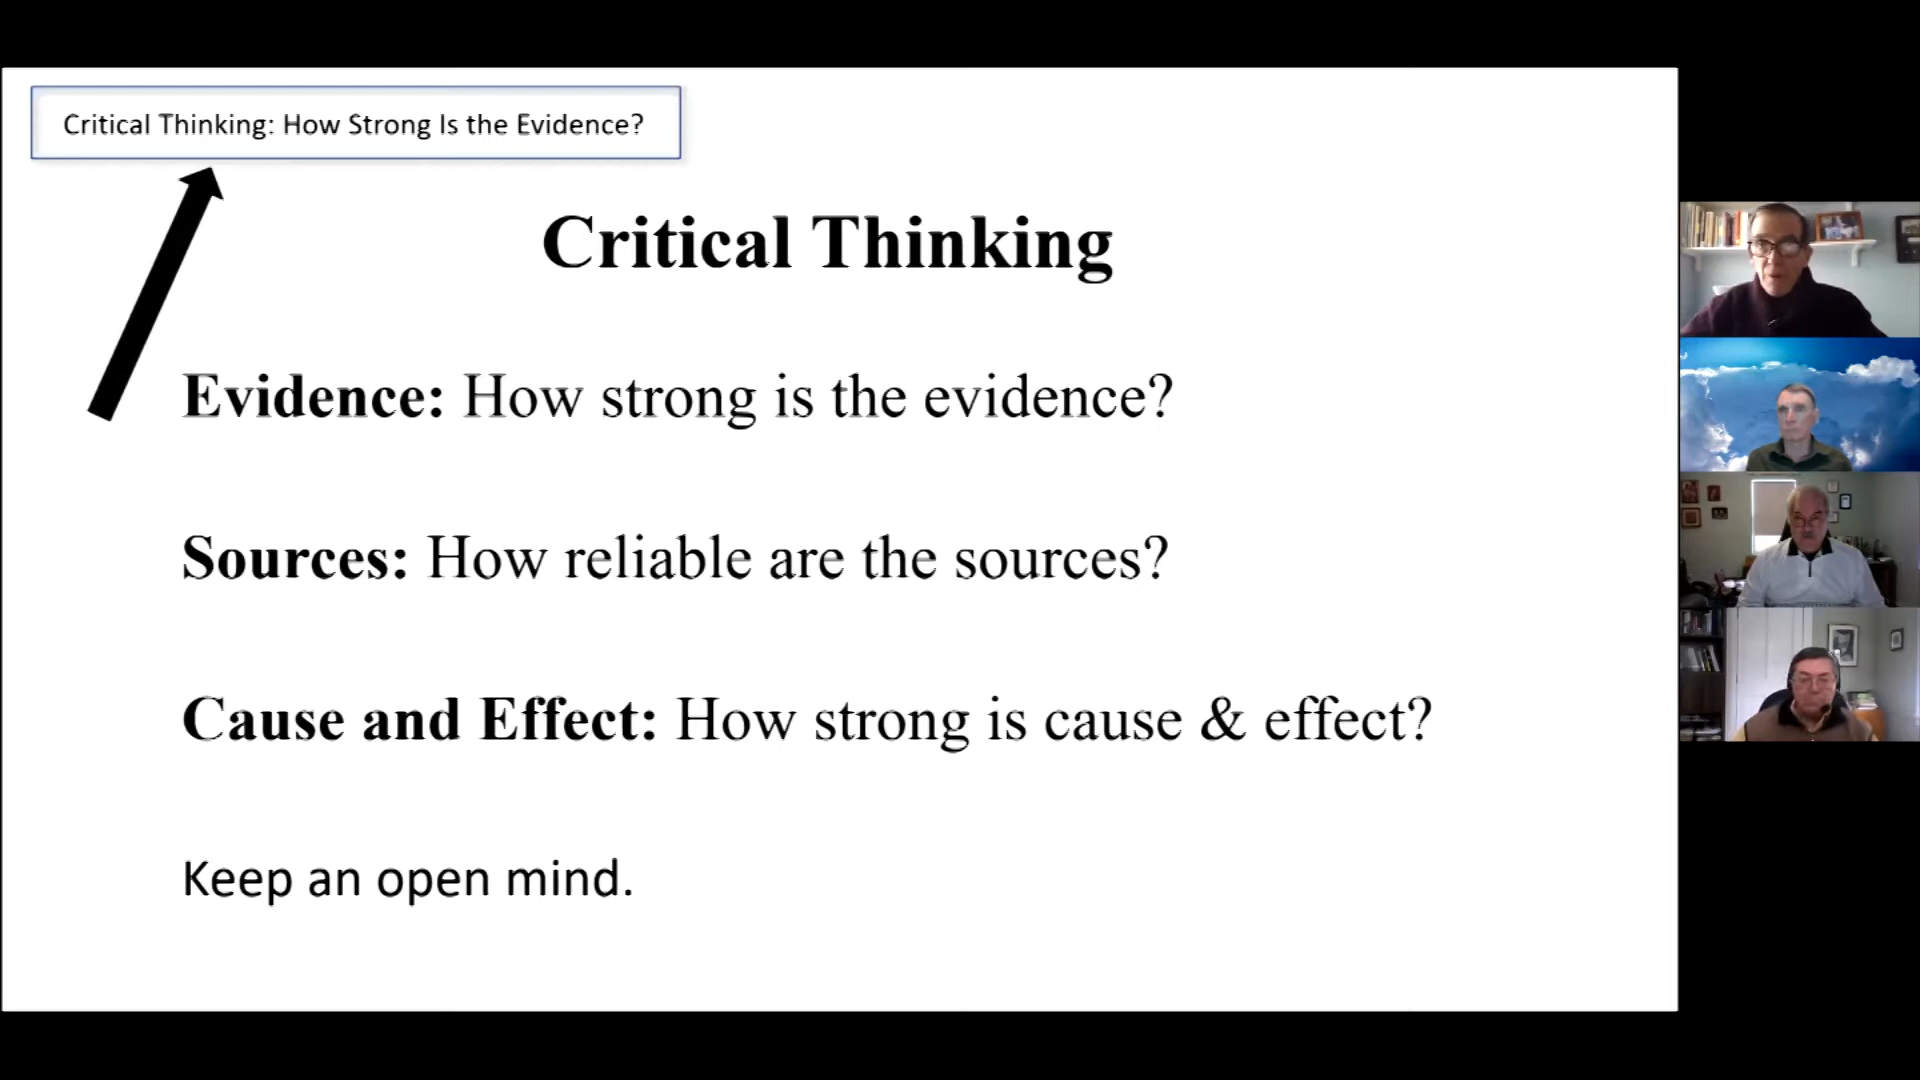 Critical Thinking: How Strong Is the Evidence?
Critical Thinking
Evidence: How strong is the evidence?
Sources: How reliable are the sources?
Cause and Effect: How strong is cause & effect?
Keep an open mind.